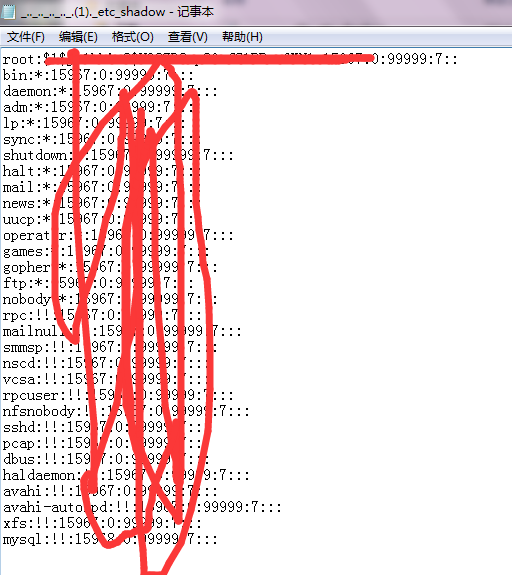 _.._.._.._.._.(1)._etc_shadow - 记事本
文件(F) 编辑(E) 格式(O) 查看(V) 帮助(H)
root: :0:99999:7:::
bin:*:15967:0:99999:7:::
daemon:*:15967:0:99999:7:::
adm:*:15967:0:99999:7:::
lp:*:15967:0:99999:7:::
sync:*:15967:0:99999:7:::
shutdown:*:15967:0:99999:7:::
halt:*:15967:0:99999:7:::
mail:*:15967:0:99999:7:::
news:*:15967:0:99999:7:::
uucp:*:15967:0:99999:7:::
operator:*:15967:0:99999:7:::
games:*:15967:0:99999:7:::
gopher:*:15967:0:99999:7:::
ftp:*:15967:0:99999:7:::
nobody:*:15967:0:99999:7:::
rpc:!!:15967:0:99999:7:::
mailnull:!!:15967:0:99999:7:::
smmsp:!!:15967:0:99999:7:::
nscd:!!:15967:0:99999:7:::
vcsa:!!:15967:0:99999:7:::
rpcuser:!!:15967:0:99999:7:::
nfsnobody:!!:15967:0:99999:7:::
sshd:!!:15967:0:99999:7:::
pcap:!!:15967:0:99999:7:::
dbus:!!:15967:0:99999:7:::
haldaemon:!!:15967:0:99999:7:::
avahi:!!:15967:0:99999:7:::
avahi-autoipd:!!:15967:0:99999:7:::
xfs:!!:15967:0:99999:7:::
mysql:!!:15968:0:99999:7:::